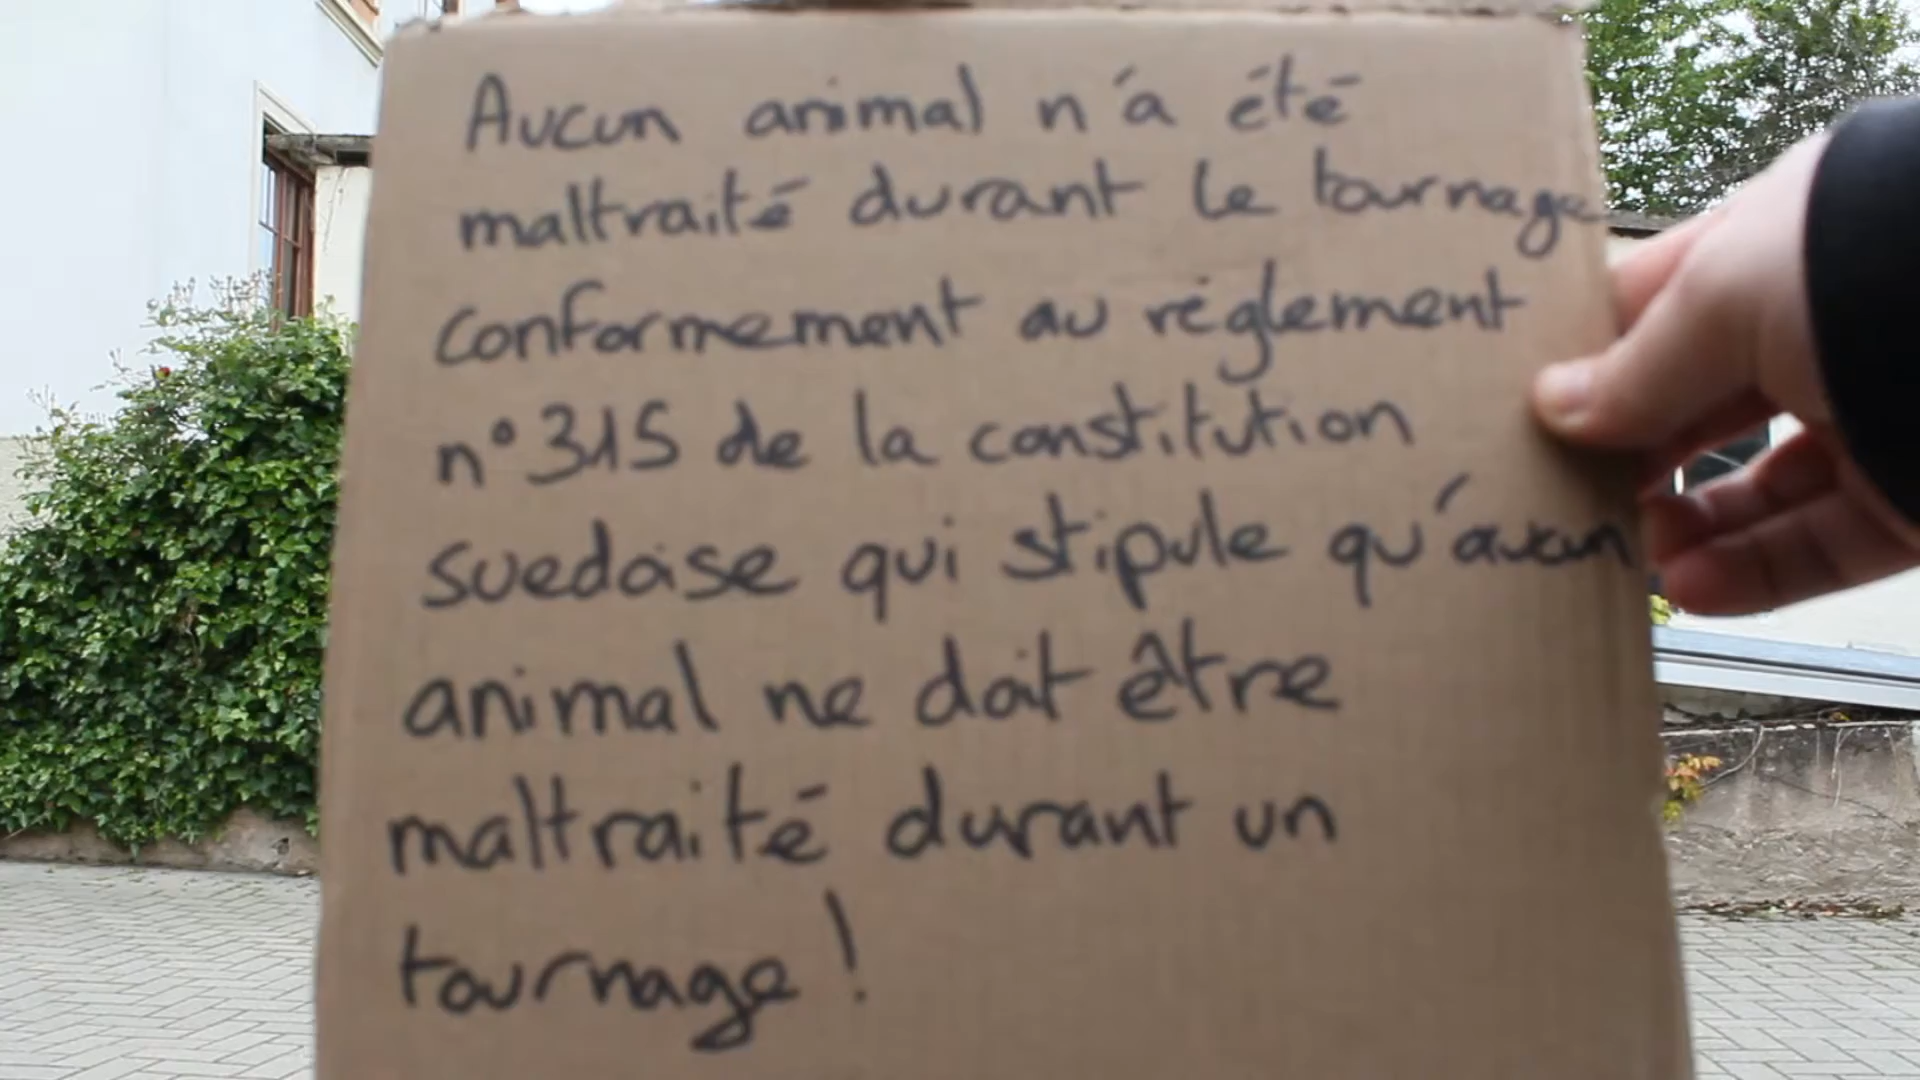 Aucun animal n'a été
maltraité durant le tournage
conformement au réglement
n°315 de la constitution
suedoise qui stipule qu'aucun
animal ne doit être
maltraité durant un
tournage !